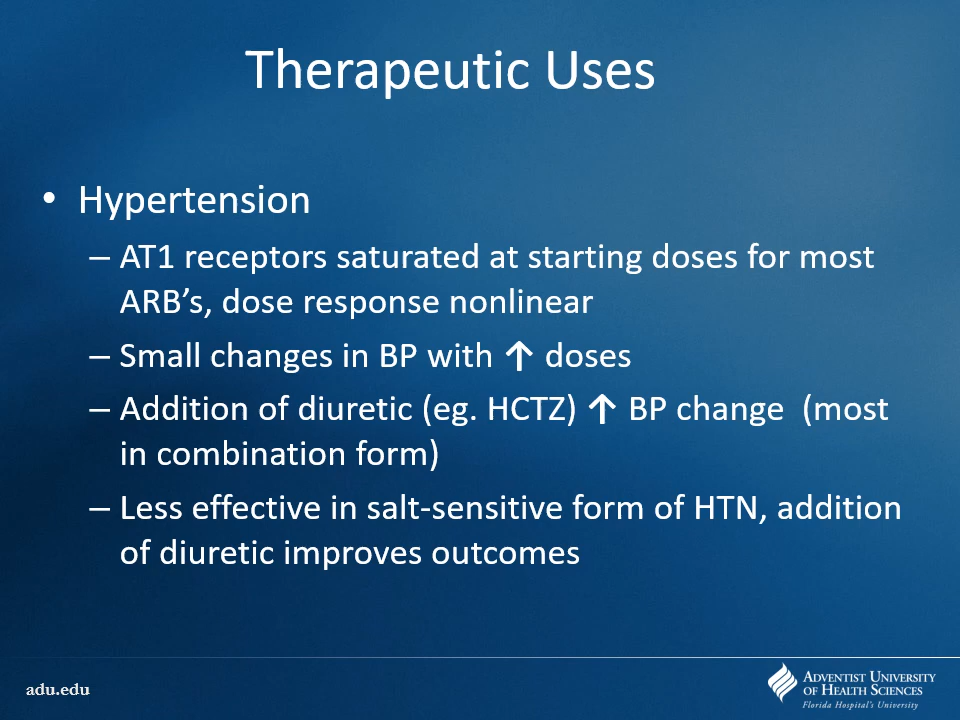 Therapeutic Uses
• Hypertension
– AT1 receptors saturated at starting doses for most
ARB’s, dose response nonlinear
– Small changes in BP with ↑ doses
– Addition of diuretic (eg. HCTZ) ↑ BP change (most
in combination form)
– Less effective in salt-sensitive form of HTN, addition
of diuretic improves outcomes
adu.edu
Adventist University
of Health Sciences
Florida Hospital's University